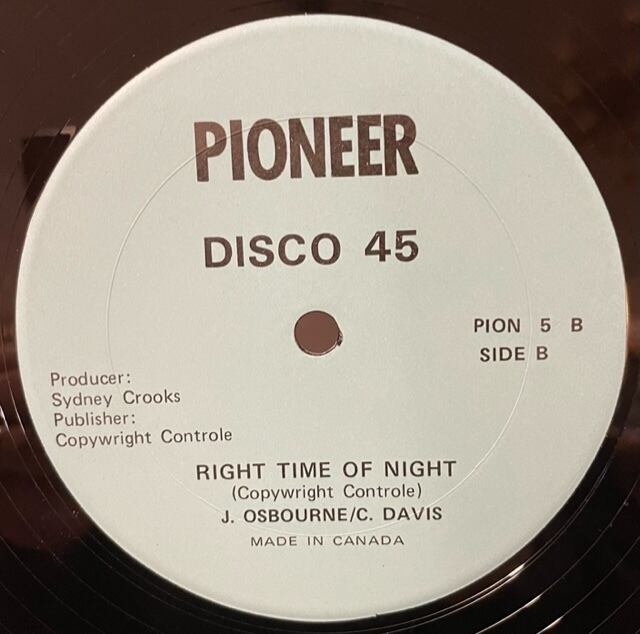 PIONEER
DISCO 45
PION 5 B
SIDE B
Producer:
Sydney Crooks
Publisher:
Copywright Controle
RIGHT TIME OF NIGHT
(Copywright Controle)
J. OSBOURNE/C. DAVIS
MADE IN CANADA